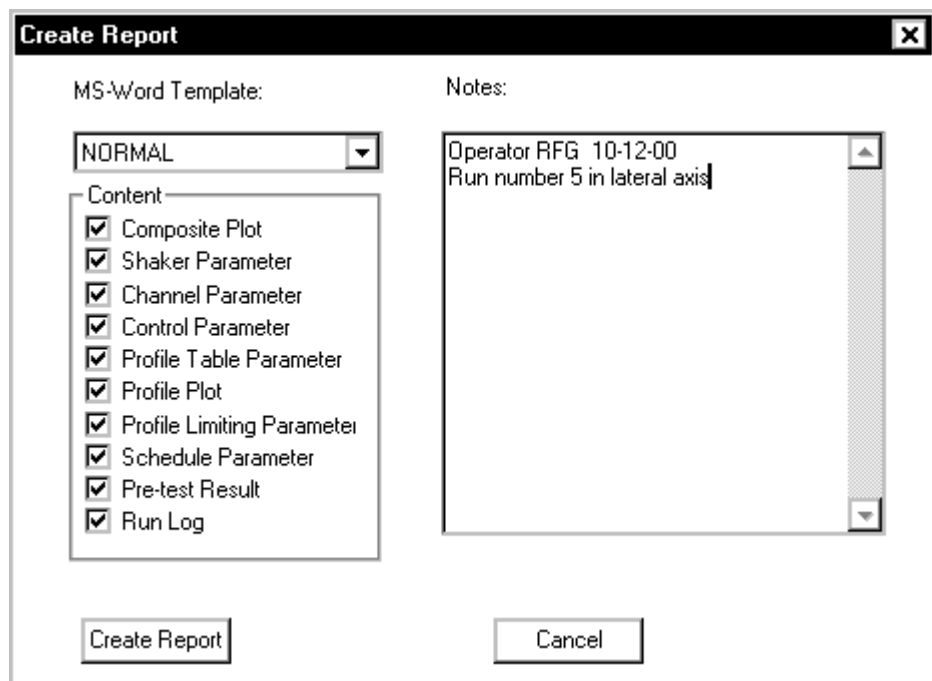 Create Report
MS-Word Template:
NORMAL
Content
Composite Plot
Shaker Parameter
Channel Parameter
Control Parameter
Profile Table Parameter
Profile Plot
Profile Limiting Parameter
Schedule Parameter
Pre-test Result
Run Log
Notes:
Operator RFG 10-12-00
Run number 5 in lateral axis
Create Report
Cancel